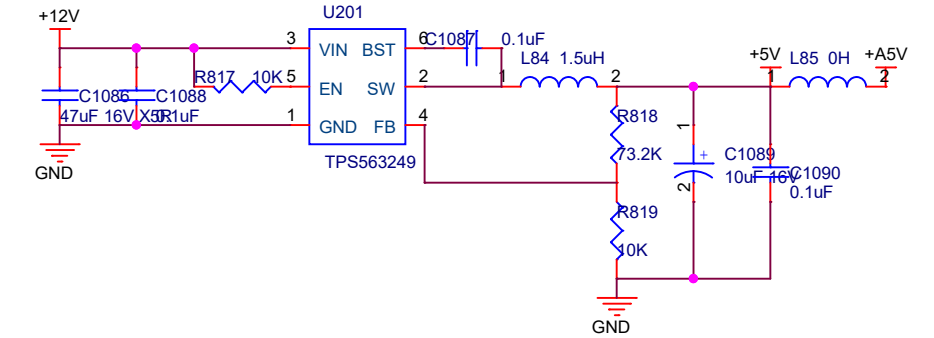 +12V
U201
3
VIN
BST
6
C1087
0.1uF
L84 1.5uH
+5V
L85 0H
+A5V
R817 10K
5
EN
SW
2
1
2
1
2
C1086
C1088
47uF 16V X5R
0.1uF
1
GND
FB
4
R818
1
TPS563249
73.2K
C1089
+
10uF 16V
C1090
2
0.1uF
GND
R819
10K
GND